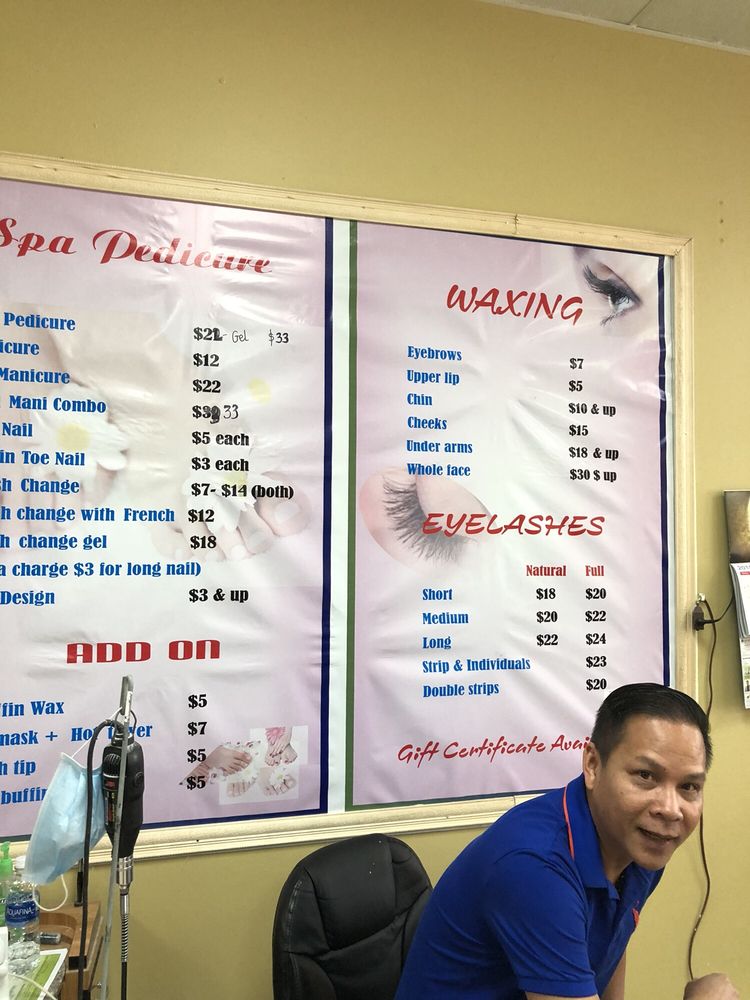 Spa Pedicure
Pedicure $22 Gel $33
icure $12
Manicure $22
Mani Combo 33
Nail $5 each
in Toe Nail $3 each
sh Change $7- $14 (both)
h change with French $12
h change gel $18
a charge $3 for long nail)
Design $3 & up
ADD ON
ffin Wax $5
mask + Hot $7
h tip $5
buffin $5
WAXING
Eyebrows $7
Upper lip $5
Chin $10 & up
Cheeks $15
Under arms $18 & up
Whole face $30 $ up
EYELASHES
Natural Full
Short $18 $20
Medium $20 $22
Long $22 $24
Strip & Individuals $23
Double strips $20
Gift Certificate Avai
AQUAFINA